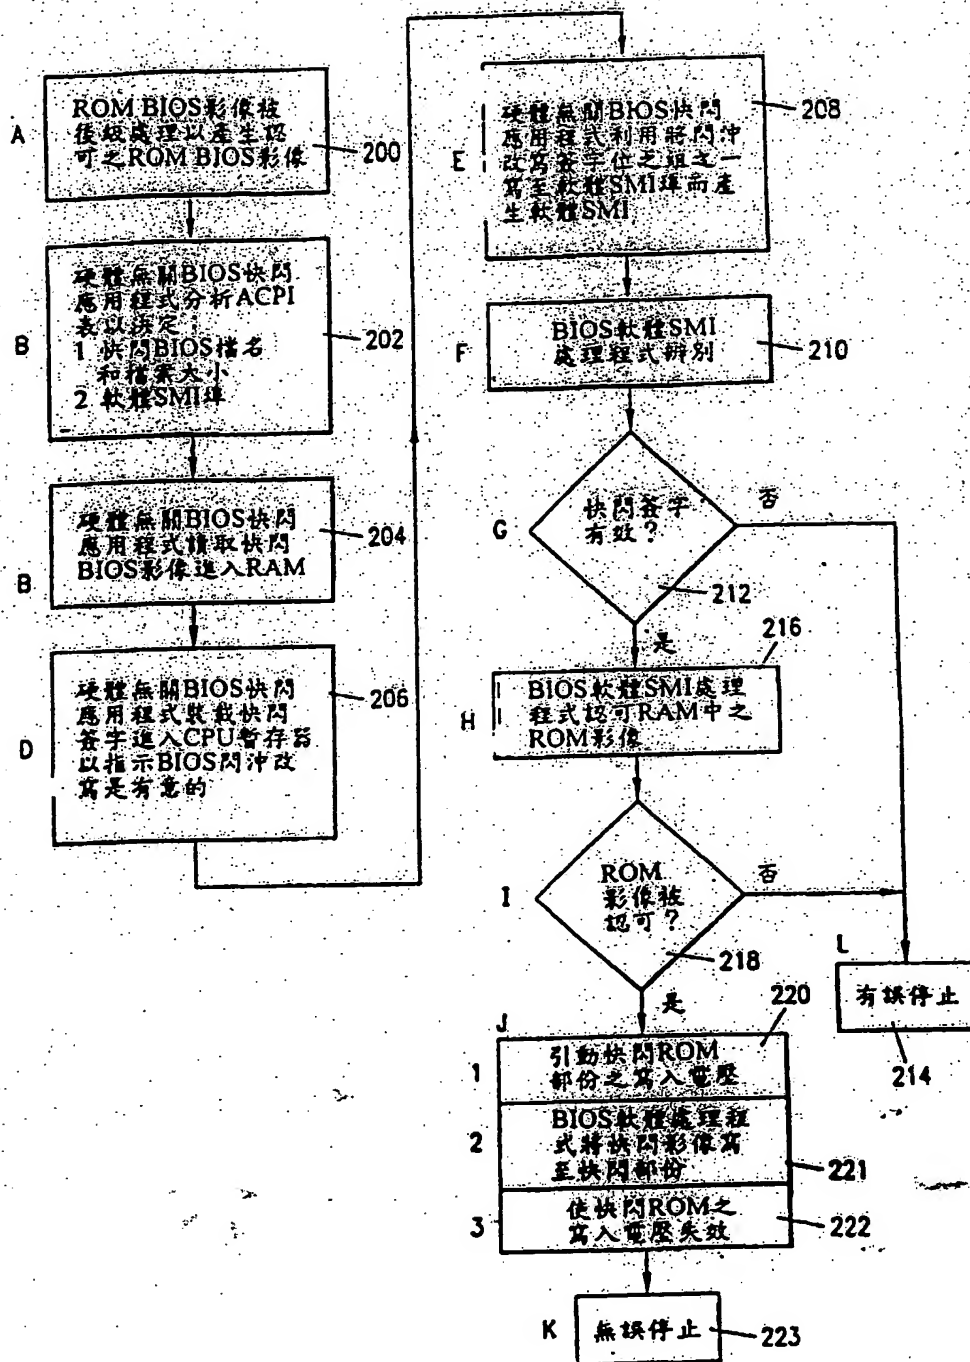 A
ROM BIOS影像被
後級處理以產生認
可之ROM BIOS影像
200
B
硬體無關BIOS快閃
應用程式分析ACPI
表以決定:
1 快閃BIOS檔名
和檔案大小
2 軟體SMI埠
202
B
硬體無關BIOS快閃
應用程式讀取快閃
BIOS影像進入RAM
204
D
硬體無關BIOS快閃
應用程式裝載快閃
簽字進入CPU暫存器
以指示BIOS閃沖改
寫是有意的
206
E
硬體無關BIOS快閃
應用程式利用將閃沖
改寫簽字位之組之一
寫至軟體SMI埠而產
生軟體SMI
208
F
BIOS軟體SMI
處理程式辨別
210
G
快閃簽字
有效?
212
否
是
216
H
BIOS軟體SMI處理
程式認可RAM中之
ROM影像
I
ROM
影像被
認可?
218
否
是
L
有誤停止
214
J
220
1
引動快閃ROM
部份之寫入電壓
2
BIOS軟體處理程
式將快閃影像寫
至快閃部份
221
3
使快閃ROM之
寫入電壓失效
222
K
無誤停止
223